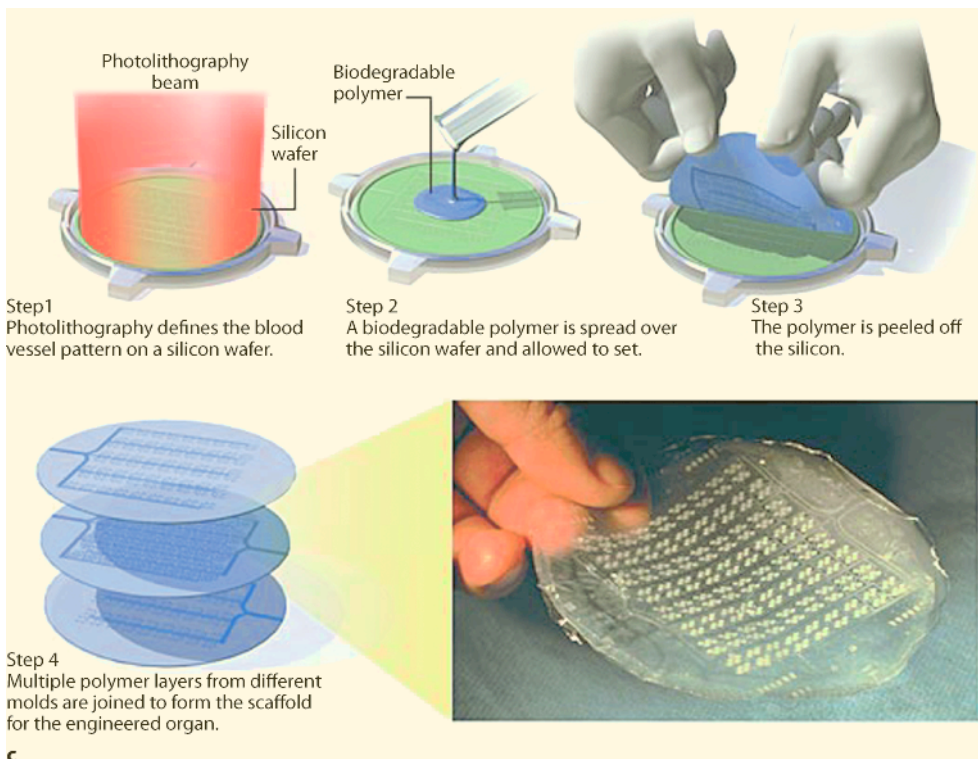 Photolithography
beam
Silicon
wafer
Biodegradable
polymer
Step1
Photolithography defines the blood
vessel pattern on a silicon wafer.
Step 2
A biodegradable polymer is spread over
the silicon wafer and allowed to set.
Step 3
The polymer is peeled off
the silicon.
Step 4
Multiple polymer layers from different
molds are joined to form the scaffold
for the engineered organ.